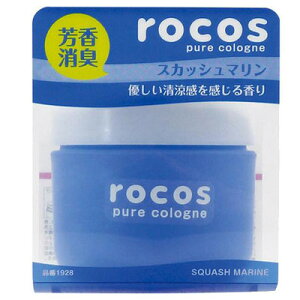 芳香
消臭
rocos
pure cologne
スカッシュマリン
優しい清涼感を感じる香り
rocos
pure cologne
品番1928
SQUASH MARINE